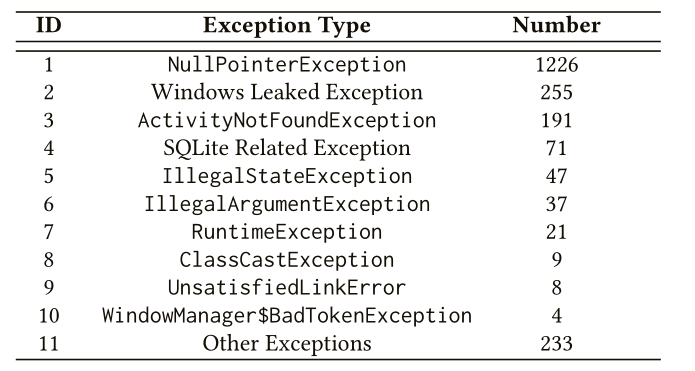 ID Exception Type Number
1 NullPointerException 1226
2 Windows Leaked Exception 255
3 ActivityNotFoundException 191
4 SQLite Related Exception 71
5 IllegalStateException 47
6 IllegalArgumentException 37
7 RuntimeException 21
8 ClassCastException 9
9 UnsatisfiedLinkError 8
10 WindowManager$BadTokenException 4
11 Other Exceptions 233